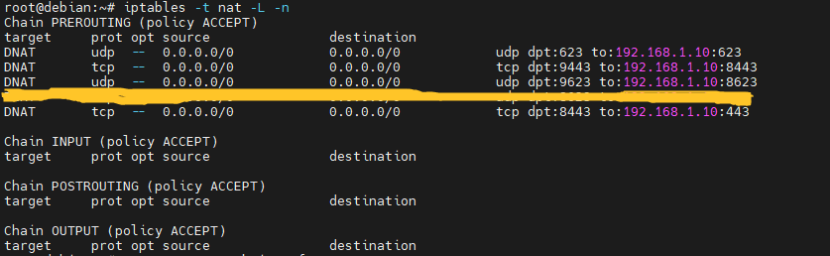 root@debian:~# iptables -t nat -L -n
Chain PREROUTING (policy ACCEPT)
target prot opt source destination
DNAT udp -- 0.0.0.0/0 0.0.0.0/0 udp dpt:623 to:192.168.1.10:623
DNAT tcp -- 0.0.0.0/0 0.0.0.0/0 tcp dpt:9443 to:192.168.1.10:8443
DNAT udp -- 0.0.0.0/0 0.0.0.0/0 udp dpt:9623 to:192.168.1.10:8623
DNAT tcp -- 0.0.0.0/0 0.0.0.0/0 tcp dpt:8443 to:192.168.1.10:443
Chain INPUT (policy ACCEPT)
target prot opt source destination
Chain POSTROUTING (policy ACCEPT)
target prot opt source destination
Chain OUTPUT (policy ACCEPT)
target prot opt source destination